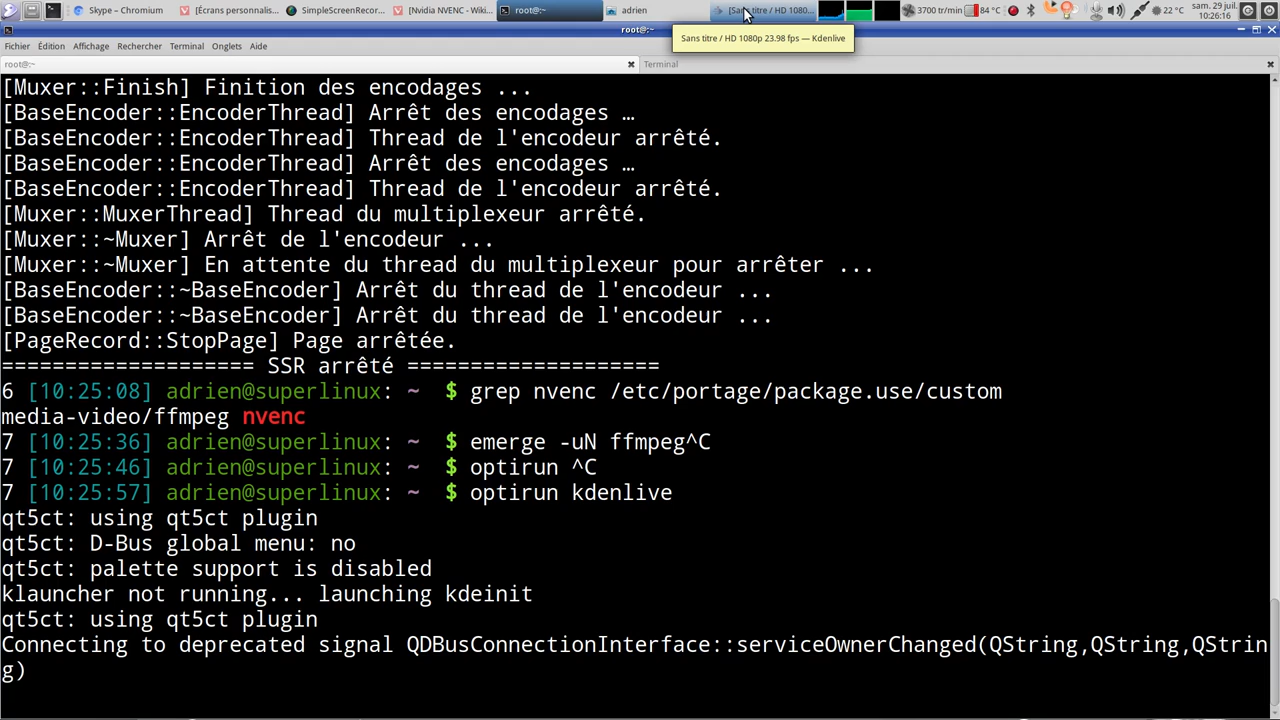 Skype – Chromium
[Écrans personnalis...
SimpleScreenRecor...
[Nvidia NVENC - Wiki...
root@:~
adrien
[Sans titre / HD 1080...
3700 tr/min
84 °C
22 °C
sam. 29 juil.
10:26:16
root@:~
Sans titre / HD 1080p 23.98 fps — Kdenlive
Fichier Édition Affichage Rechercher Terminal Onglets Aide
root@:~
Terminal
[Muxer::Finish] Finition des encodages ...
[BaseEncoder::EncoderThread] Arrêt des encodages …
[BaseEncoder::EncoderThread] Thread de l'encodeur arrêté.
[BaseEncoder::EncoderThread] Arrêt des encodages …
[BaseEncoder::EncoderThread] Thread de l'encodeur arrêté.
[Muxer::MuxerThread] Thread du multiplexeur arrêté.
[Muxer::~Muxer] Arrêt de l'encodeur ...
[Muxer::~Muxer] En attente du thread du multiplexeur pour arrêter ...
[BaseEncoder::~BaseEncoder] Arrêt du thread de l'encodeur ...
[BaseEncoder::~BaseEncoder] Arrêt du thread de l'encodeur ...
[PageRecord::StopPage] Page arrêtée.
==================== SSR arrêté ====================
6 [10:25:08] adrien@superlinux: ~ $ grep nvenc /etc/portage/package.use/custom
media-video/ffmpeg nvenc
7 [10:25:36] adrien@superlinux: ~ $ emerge -uN ffmpeg^C
7 [10:25:46] adrien@superlinux: ~ $ optirun ^C
7 [10:25:57] adrien@superlinux: ~ $ optirun kdenlive
qt5ct: using qt5ct plugin
qt5ct: D-Bus global menu: no
qt5ct: palette support is disabled
klauncher not running... launching kdeinit
qt5ct: using qt5ct plugin
Connecting to deprecated signal QDBusConnectionInterface::serviceOwnerChanged(QString,QString,QStrin
g)